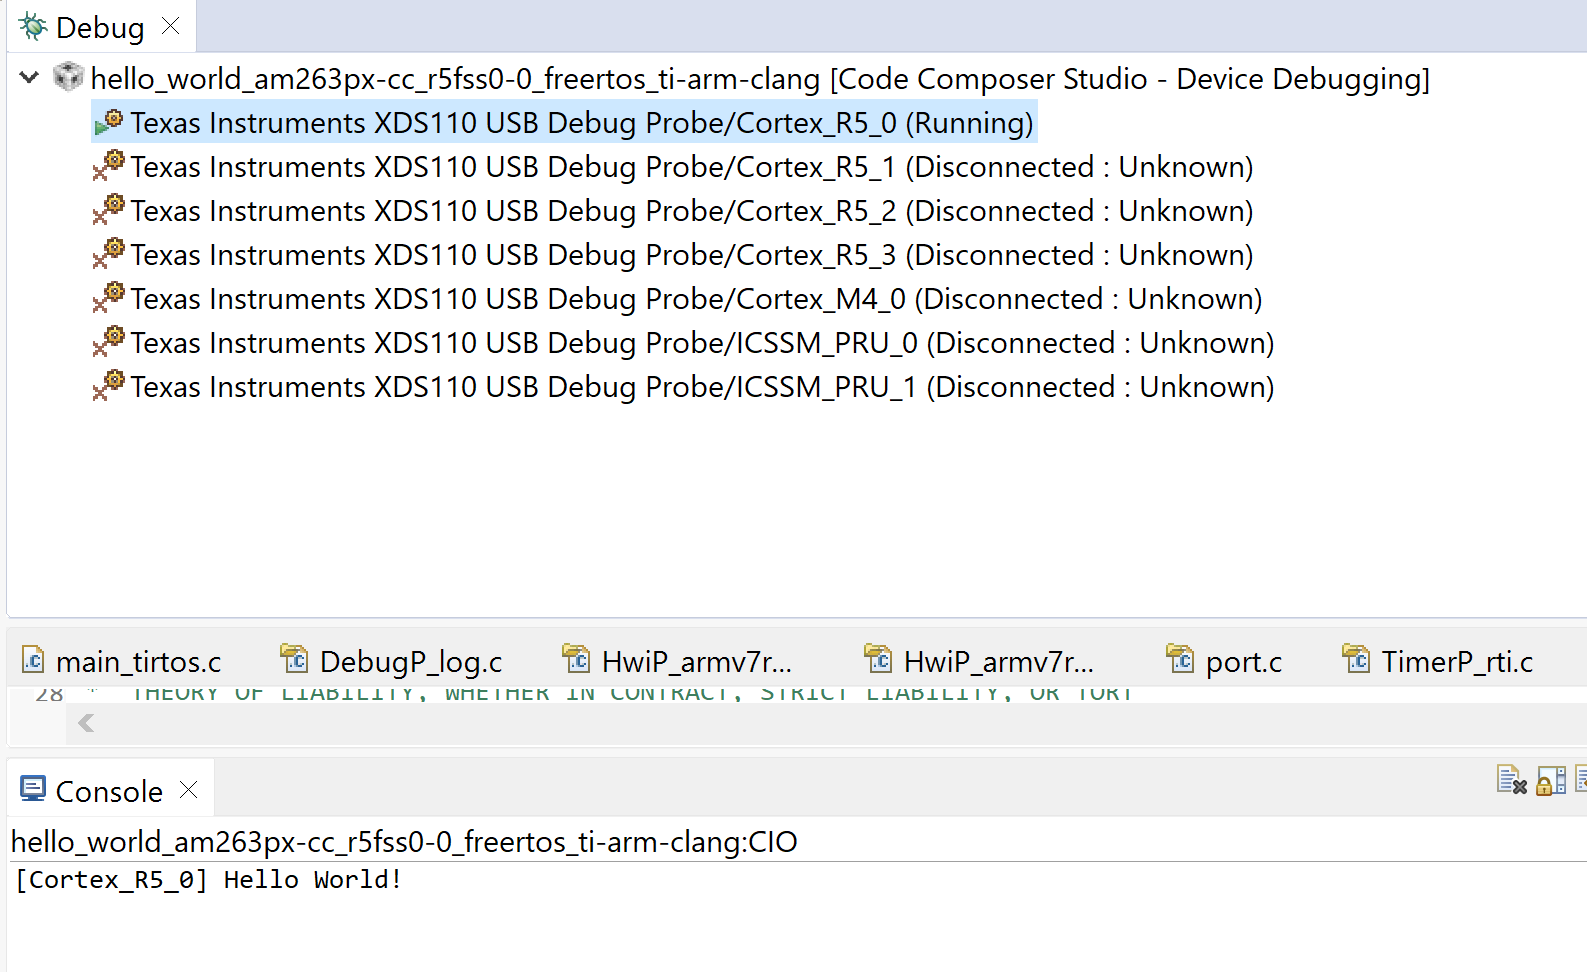 Debug
hello_world_am263px-cc_r5fss0-0_freertos_ti-arm-clang [Code Composer Studio - Device Debugging]
Texas Instruments XDS110 USB Debug Probe/Cortex_R5_0 (Running)
Texas Instruments XDS110 USB Debug Probe/Cortex_R5_1 (Disconnected : Unknown)
Texas Instruments XDS110 USB Debug Probe/Cortex_R5_2 (Disconnected : Unknown)
Texas Instruments XDS110 USB Debug Probe/Cortex_R5_3 (Disconnected : Unknown)
Texas Instruments XDS110 USB Debug Probe/Cortex_M4_0 (Disconnected : Unknown)
Texas Instruments XDS110 USB Debug Probe/ICSSM_PRU_0 (Disconnected : Unknown)
Texas Instruments XDS110 USB Debug Probe/ICSSM_PRU_1 (Disconnected : Unknown)
main_tirtos.c DebugP_log.c HwiP_armv7r... HwiP_armv7r... port.c TimerP_rti.c
28 * THEORY OF LIABILITY, WHETHER IN CONTRACT, STRICT LIABILITY, OR TORT
Console
hello_world_am263px-cc_r5fss0-0_freertos_ti-arm-clang:CIO
[Cortex_R5_0] Hello World!